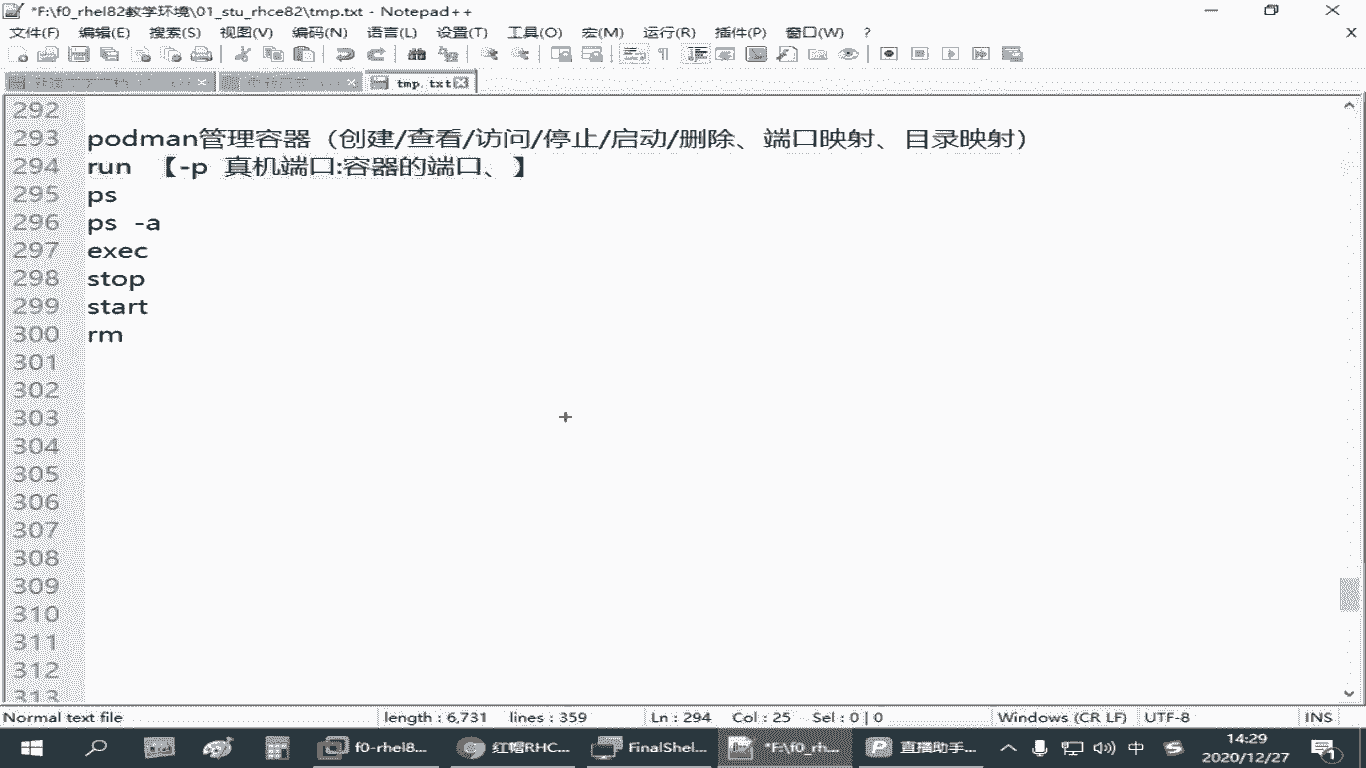 *F:\f0_rhel82教学环境\01_stu_rhce82\tmp.txt - Notepad++
文件(F) 编辑(E) 搜索(S) 视图(V) 编码(N) 语言(L) 设置(T) 工具(O) 宏(M) 运行(R) 插件(P) 窗口(W) ? X
tmp.txt
292
293 podman管理容器（创建/查看/访问/停止/启动/删除、端口映射、目录映射）
294 run 【-p 真机端口:容器的端口、 】
295 ps
296 ps -a
297 exec
298 stop
299 start
300 rm
301
302
303
304
305
306
307
308
309
310
311
312
313
Normal text file length : 6,731 lines : 359 Ln : 294 Col : 25 Sel : 0 | 0 Windows (CR LF) UTF-8 INS
f0-rhel8... 红帽RHC... FinalShel... *F:\f0_rh... 直播助手... 中 14:29
2020/12/27
1